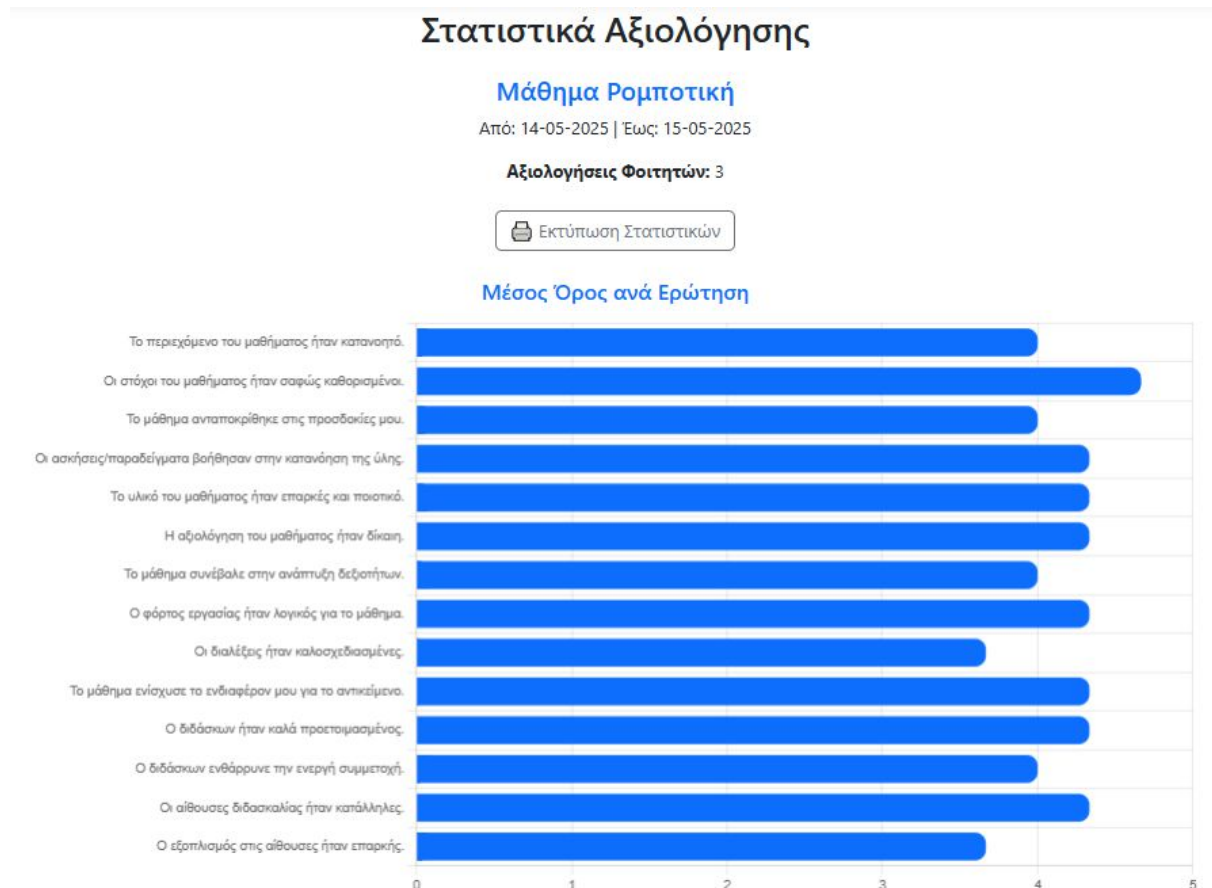 Στατιστικά Αξιολόγησης
Μάθημα Ρομποτική
Από: 14-05-2025 | Έως: 15-05-2025
Αξιολογήσεις Φοιτητών: 3
Εκτύπωση Στατιστικών
Μέσος Όρος ανά Ερώτηση
Το περιεχόμενο του μαθήματος ήταν κατανοητό.
Οι στόχοι του μαθήματος ήταν σαφώς καθορισμένοι.
Το μάθημα ανταποκρίθηκε στις προσδοκίες μου.
Οι ασκήσεις/παραδείγματα βοήθησαν στην κατανόηση της ύλης.
Το υλικό του μαθήματος ήταν επαρκές και ποιοτικό.
Η αξιολόγηση του μαθήματος ήταν δίκαιη.
Το μάθημα συνέβαλε στην ανάπτυξη δεξιοτήτων.
Ο φόρτος εργασίας ήταν λογικός για το μάθημα.
Οι διαλέξεις ήταν καλοσχεδιασμένες.
Το μάθημα ενίσχυσε το ενδιαφέρον μου για το αντικείμενο.
Ο διδάσκων ήταν καλά προετοιμασμένος.
Ο διδάσκων ενθάρρυνε την ενεργή συμμετοχή.
Οι αίθουσες διδασκαλίας ήταν κατάλληλες.
Ο εξοπλισμός στις αίθουσες ήταν επαρκής.
0 1 2 3 4 5